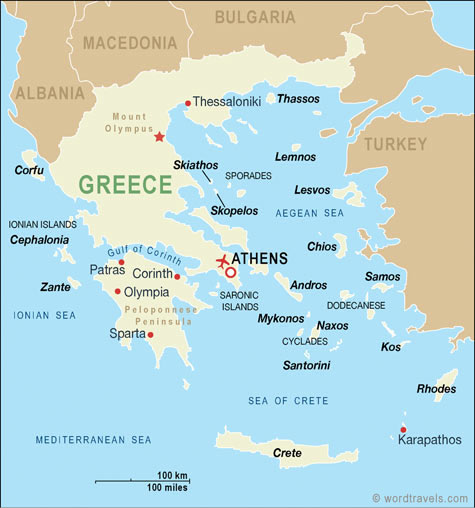 BULGARIA
MACEDONIA
ALBANIA
Thessaloniki
Thassos
Mount
Olympus
TURKEY
Skiathos
Lemnos
Corfu
GREECE
SPORADES
Lesvos
Skopelos
AEGEAN SEA
IONIAN ISLANDS
Cephalonia
Gulf of Corinth
Chios
ATHENS
Patras
Corinth
Samos
Zante
Olympia
SARONIC
ISLANDS
Andros
DODECANESE
IONIAN SEA
Peloponnese
Peninsula
Mykonos
Naxos
Sparta
CYCLADES
Kos
Santorini
Rhodes
SEA OF CRETE
MEDITERRANEAN SEA
Karapathos
Crete
100 km
100 miles
© wordtravels.com